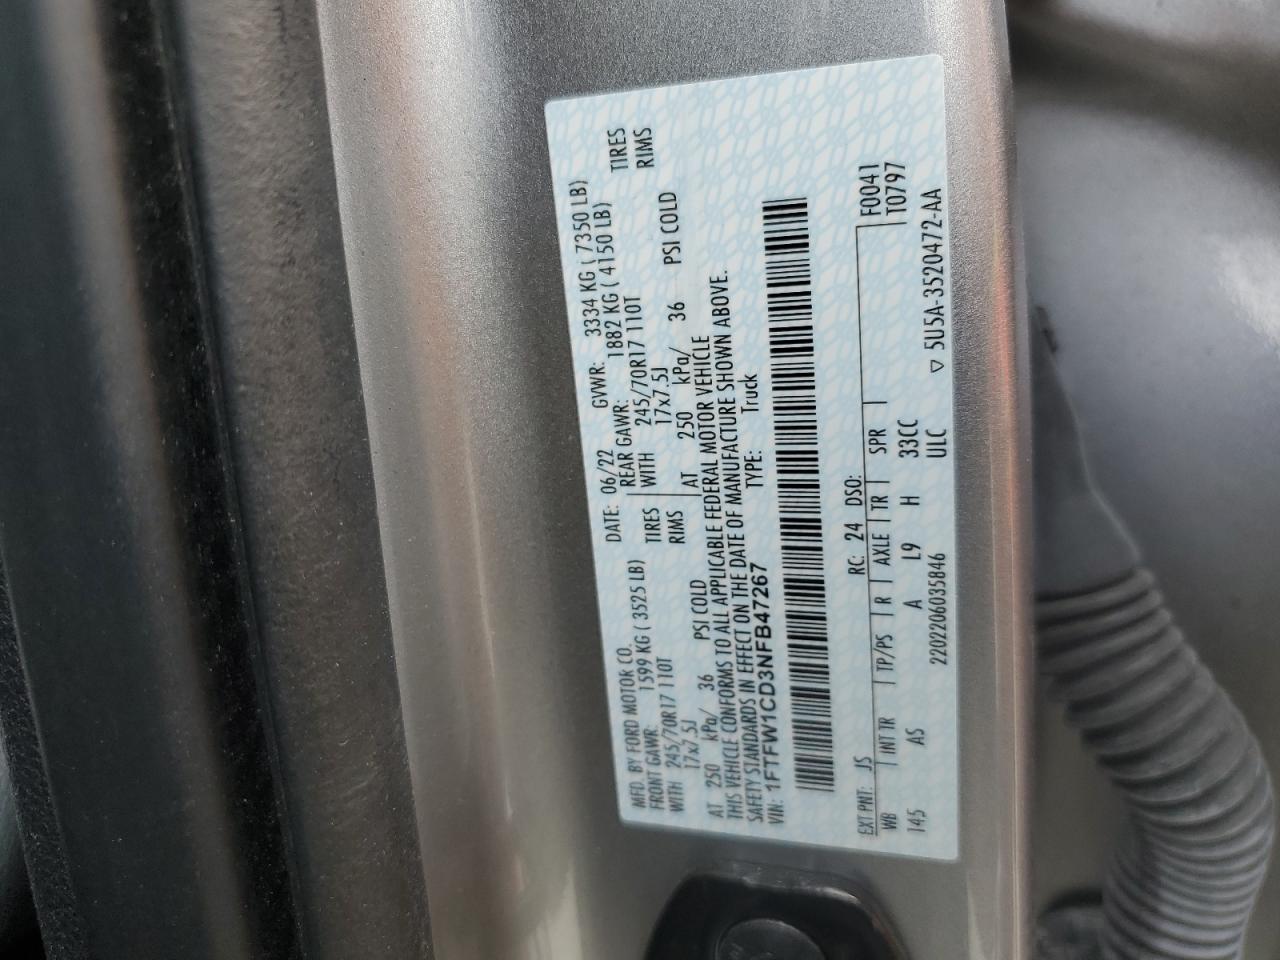 MFD. BY FORD MOTOR CO.
DATE: 06/22 GVWR: 3334 KG ( 7350 LB)
FRONT GAWR: 1599 KG ( 3525 LB)
REAR GAWR: 1882 KG ( 4150 LB)
WITH 245/70R17 110T TIRES
WITH 245/70R17 110T TIRES
17x7.5J RIMS
17x7.5J RIMS
AT 250 kPa/ 36 PSI COLD
AT 250 kPa/ 36 PSI COLD
THIS VEHICLE CONFORMS TO ALL APPLICABLE FEDERAL MOTOR VEHICLE
SAFETY STANDARDS IN EFFECT ON THE DATE OF MANUFACTURE SHOWN ABOVE.
VIN: 1FTFW1CD3NFB47267 TYPE: Truck
EXT PNT: JS RC: 24 DSO: F0041
WB INT TR TP/PS R AXLE TR SPR T0797
145 AS A L9 H 33CC
2202206035846 ULC
▽ 5U5A-3520472-AA